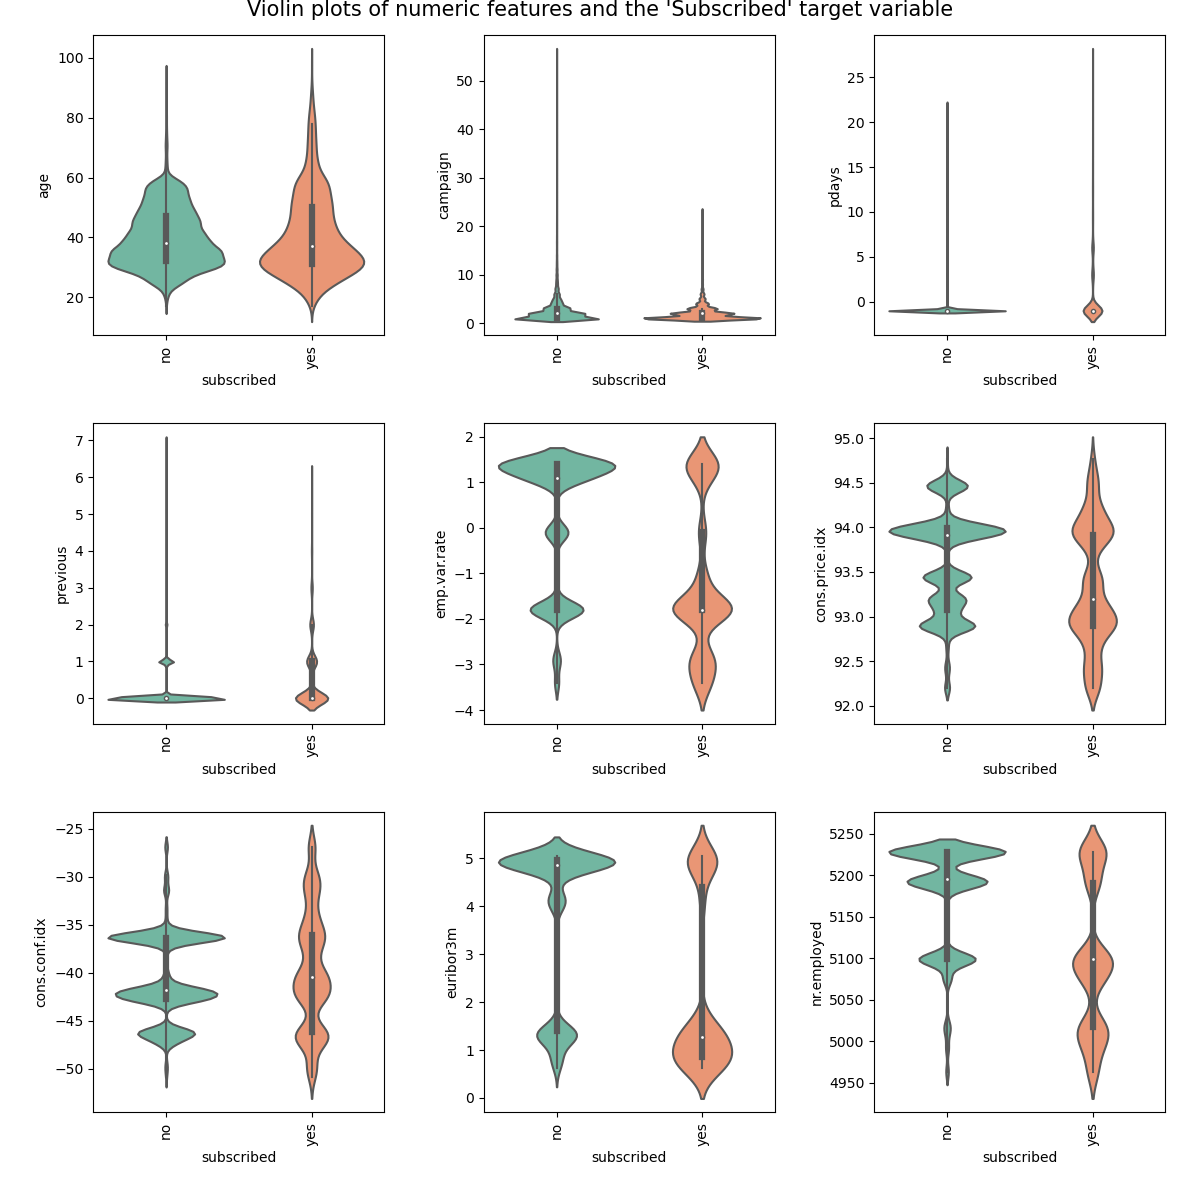 Violin plots of numeric features and the 'Subscribed' target variable
age
100
80
60
40
20
no
yes
subscribed
campaign
50
40
30
20
10
0
no
yes
subscribed
pdays
25
20
15
10
5
0
no
yes
subscribed
previous
7
6
5
4
3
2
1
0
no
yes
subscribed
emp.var.rate
2
1
0
−1
−2
−3
−4
no
yes
subscribed
cons.price.idx
95.0
94.5
94.0
93.5
93.0
92.5
92.0
no
yes
subscribed
cons.conf.idx
−25
−30
−35
−40
−45
−50
no
yes
subscribed
euribor3m
5
4
3
2
1
0
no
yes
subscribed
nr.employed
5250
5200
5150
5100
5050
5000
4950
no
yes
subscribed